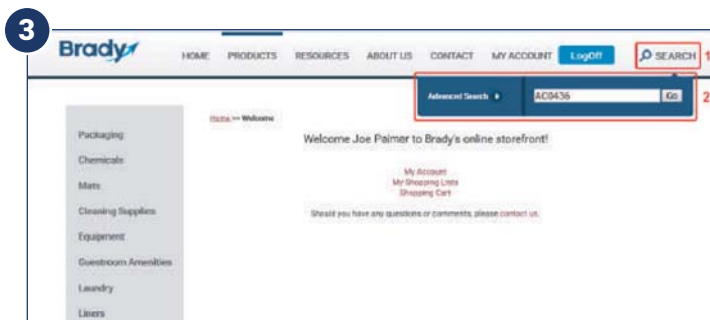 3
Brady
HOME PRODUCTS RESOURCES ABOUT US CONTACT MY ACCOUNT LogOff SEARCH 1
Advanced Search AC0436 Go 2
Home >> Welcome
Packaging
Welcome Joe Palmer to Brady's online storefront!
Chemicals
My Account
My Shopping Lists
Mats
Shopping Cart
Cleaning Supplies
Should you have any questions or comments, please contact us.
Equipment
Guestroom Amenities
Laundry
Liners